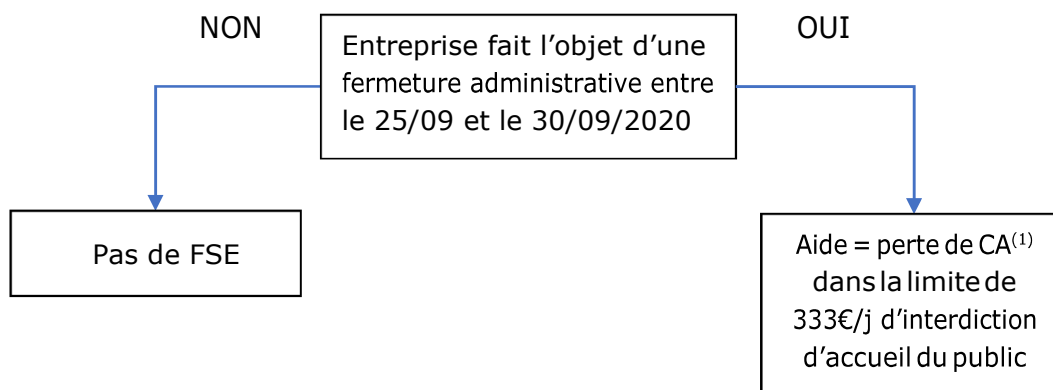 NON
Entreprise fait l’objet d’une
fermeture administrative entre
le 25/09 et le 30/09/2020
OUI
Pas de FSE
Aide = perte de CA(1)
dans la limite de
333€/j d’interdiction
d’accueil du public